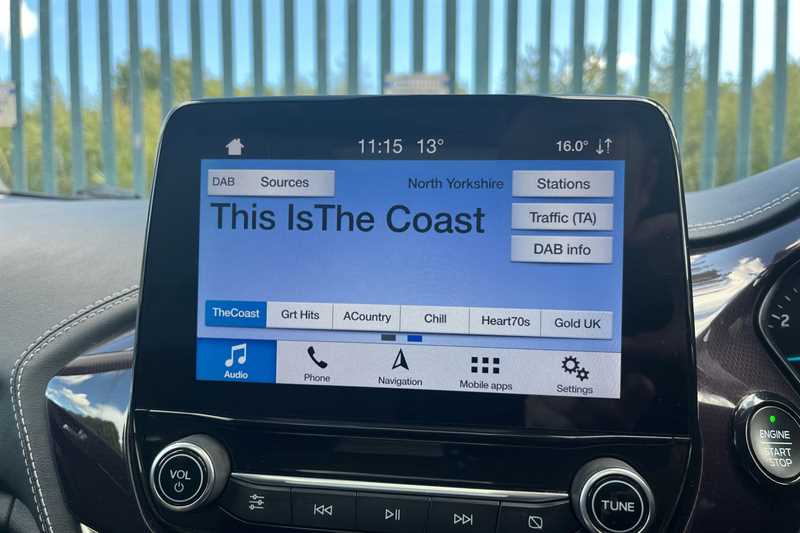 11:15 13° 16.0°
DAB Sources North Yorkshire Stations
This IsThe Coast
Traffic (TA)
DAB info
TheCoast Grt Hits ACountry Chill Heart70s Gold UK
Audio Phone Navigation Mobile apps Settings
VOL
TUNE
ENGINE
START
STOP
2